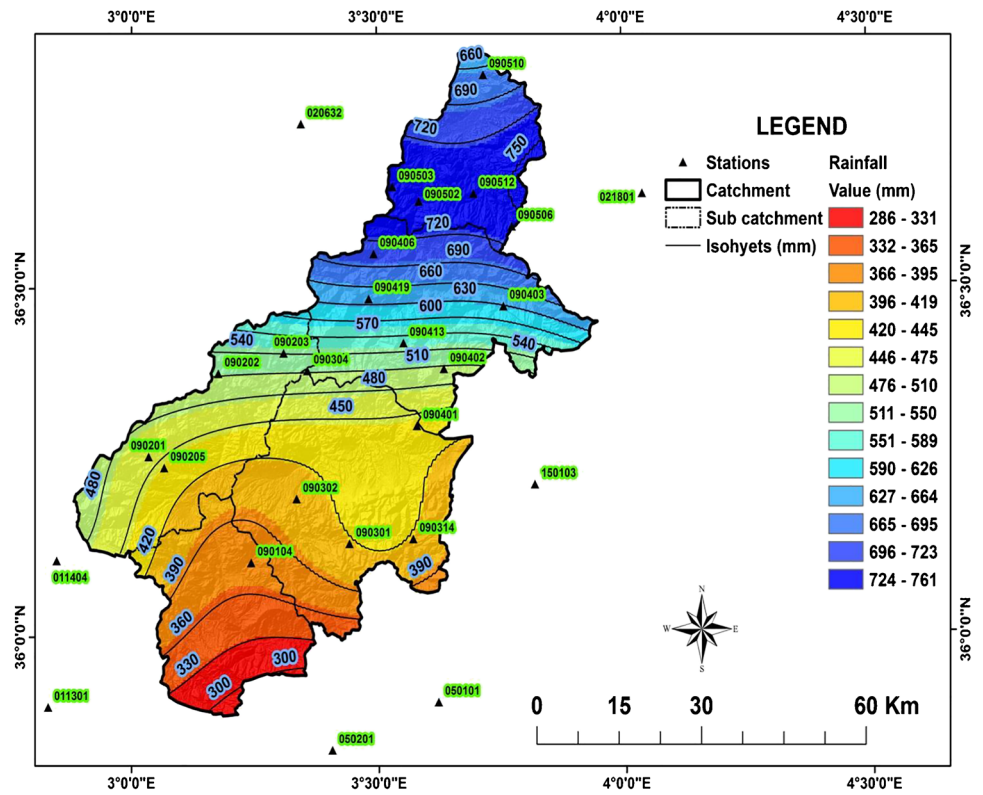 3°0'0"E 3°30'0"E 4°0'0"E 4°30'0"E
660
090510
690
020632
720
750
LEGEND
Stations
Catchment
Sub catchment
Isohyets (mm)
Rainfall
Value (mm)
286 - 331
332 - 365
366 - 395
396 - 419
420 - 445
446 - 475
476 - 510
511 - 550
551 - 589
590 - 626
627 - 664
665 - 695
696 - 723
724 - 761
090503
090512
090502
021801
090506
720
090406
690
660
36°30'0"N 36°30'0"N
090419
630
090403
600
570
090413
540
090203
540
510
090304
090402
090202
480
450
090401
090201
090205
480
150103
090302
420
090314
090301
390
090104
390
011404
N
W E
S
360
36°0'0"N 36°0'0"N
330
300
300
011301
050101
0 15 30 60 Km
050201
3°0'0"E 3°30'0"E 4°0'0"E 4°30'0"E